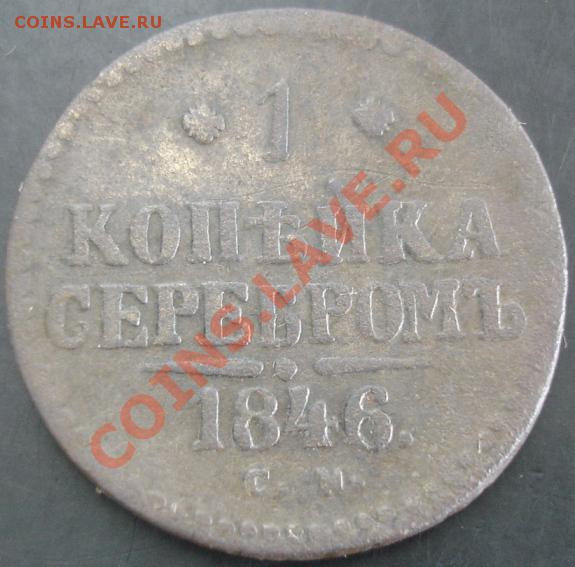 COINS.LAVE.RU
1
КОПѢЙКА
СЕРЕБРОМЪ
1846.
С. М.
COINS.LAVE.RU